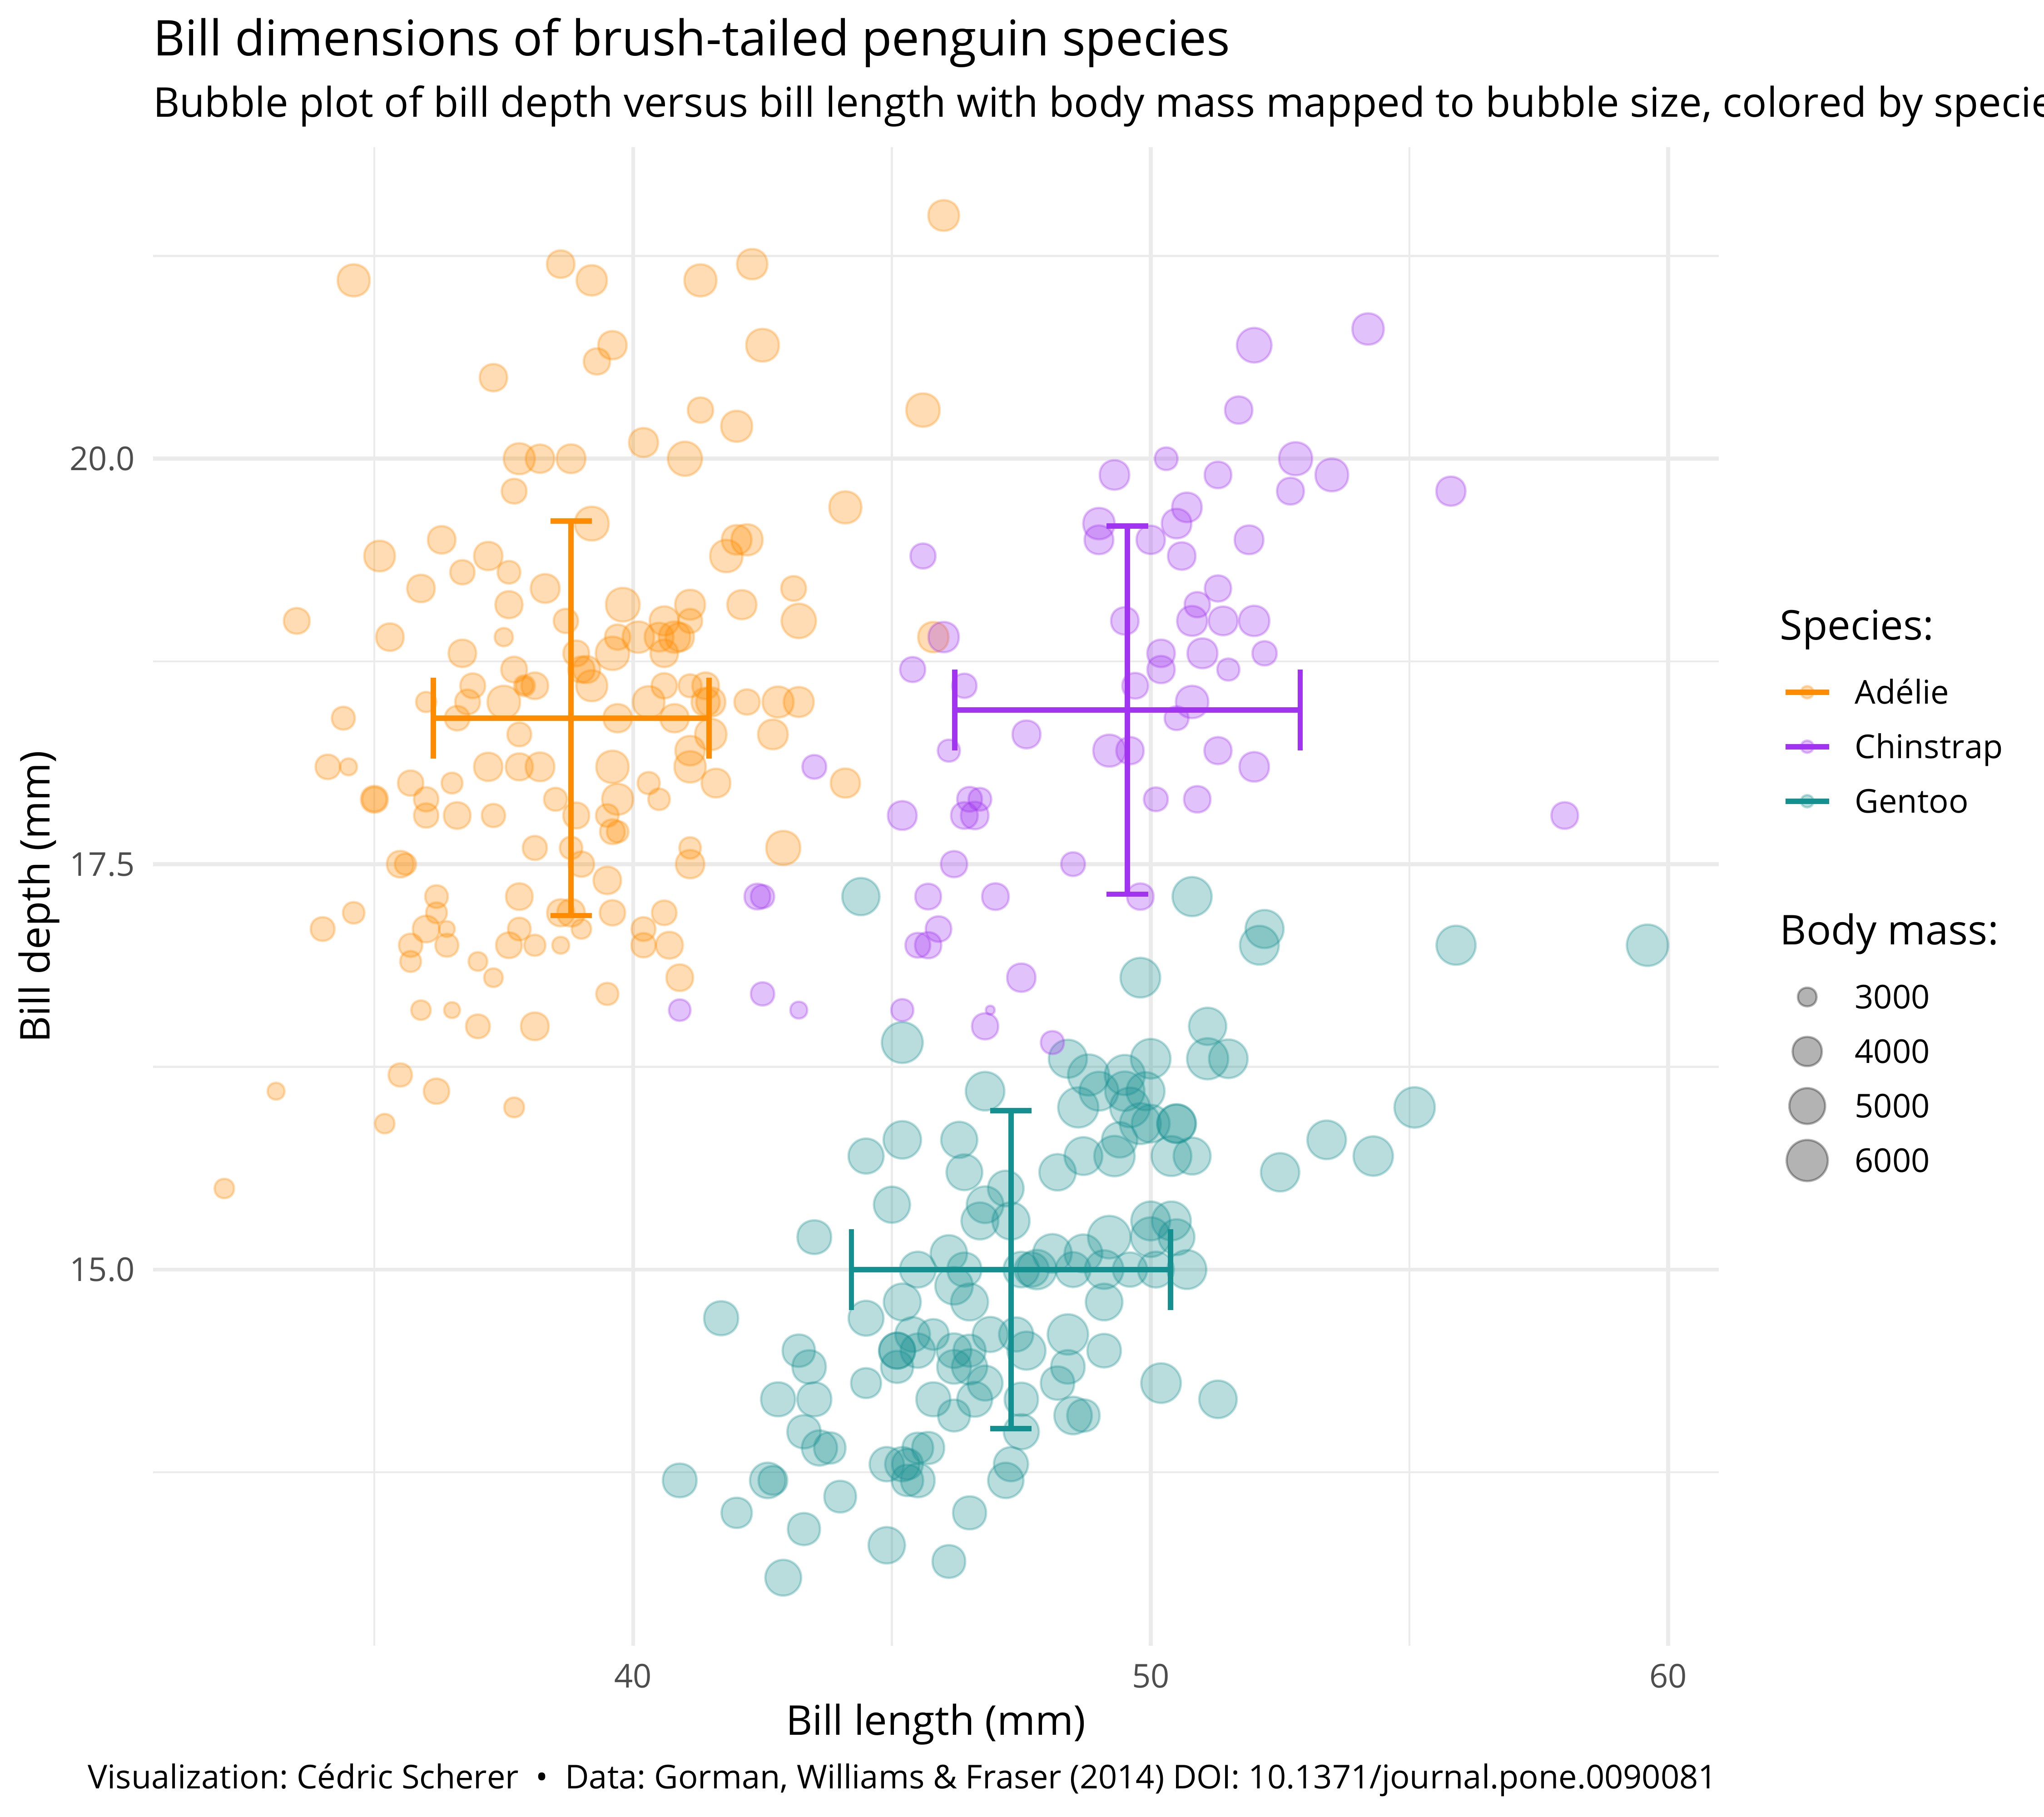 Bill dimensions of brush-tailed penguin species
Bubble plot of bill depth versus bill length with body mass mapped to bubble size, colored by specie
20.0
17.5
15.0
Bill depth (mm)
40 50 60
Bill length (mm)
Species:
Adélie
Chinstrap
Gentoo
Body mass:
3000
4000
5000
6000
Visualization: Cédric Scherer • Data: Gorman, Williams & Fraser (2014) DOI: 10.1371/journal.pone.0090081